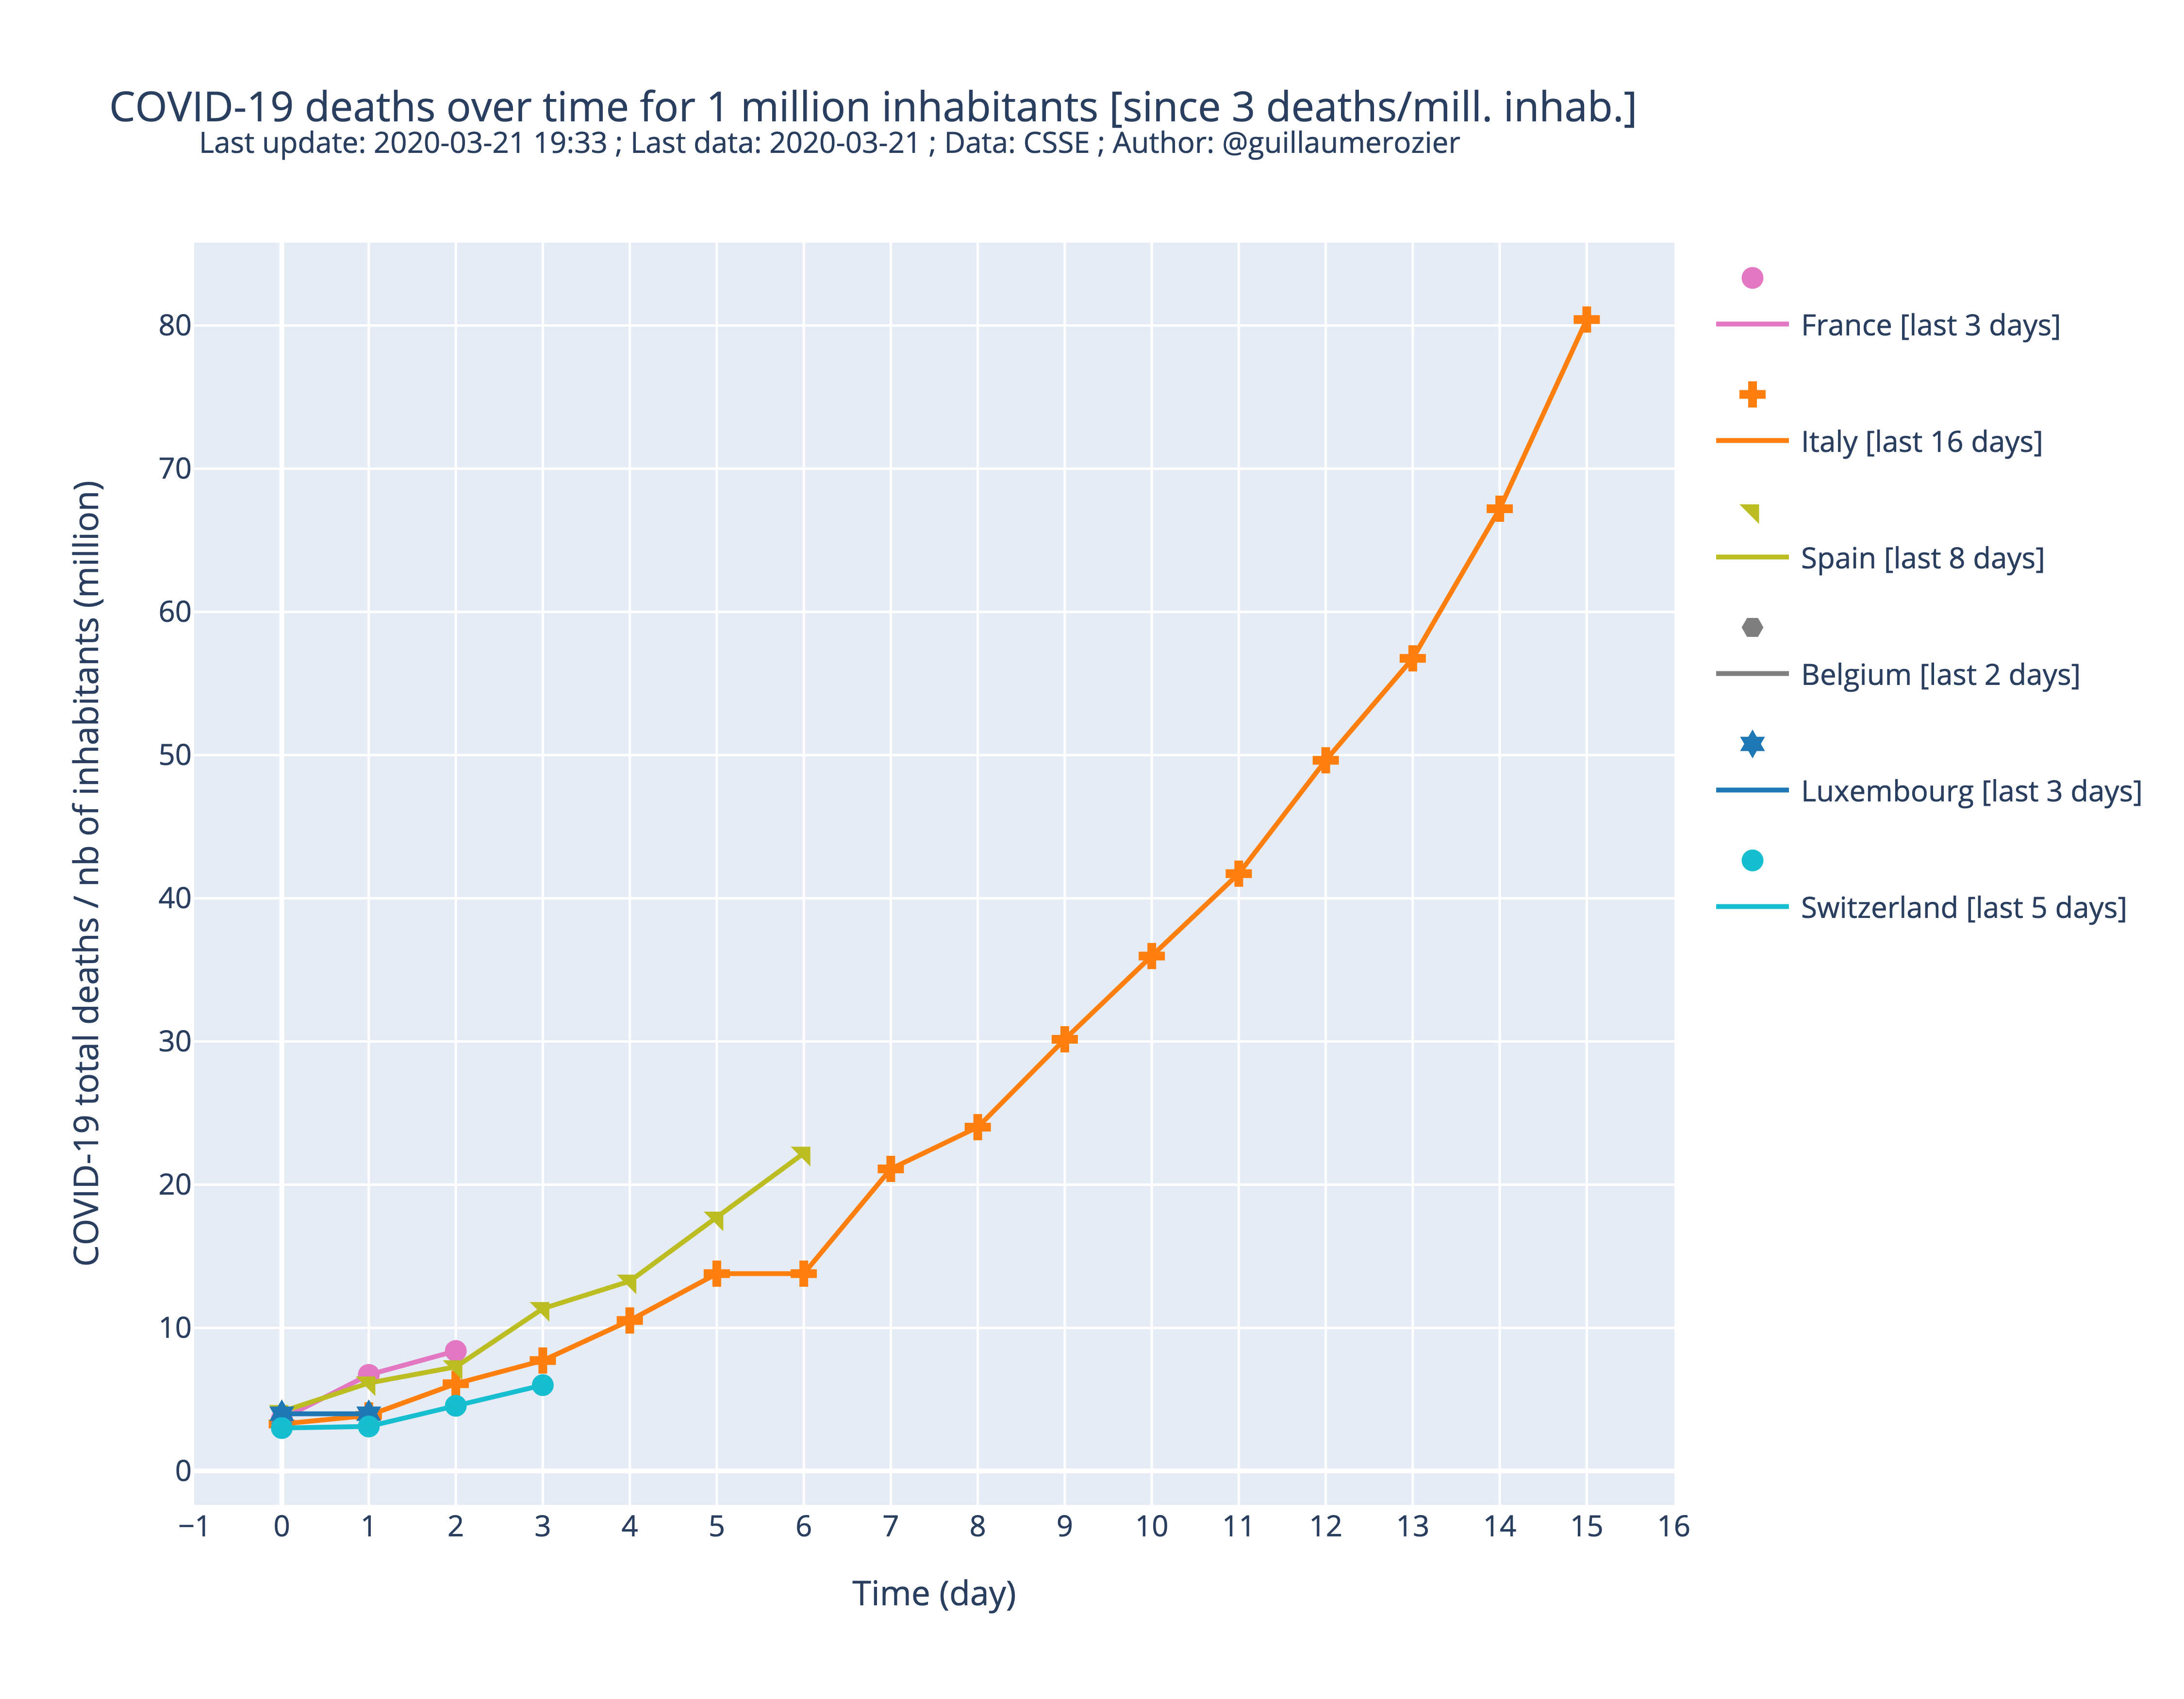 COVID-19 deaths over time for 1 million inhabitants [since 3 deaths/mill. inhab.]
Last update: 2020-03-21 19:33 ; Last data: 2020-03-21 ; Data: CSSE ; Author: @guillaumerozier
COVID-19 total deaths / nb of inhabitants (million)
80
70
60
50
40
30
20
10
0
−1 0 1 2 3 4 5 6 7 8 9 10 11 12 13 14 15 16
Time (day)
France [last 3 days]
Italy [last 16 days]
Spain [last 8 days]
Belgium [last 2 days]
Luxembourg [last 3 days]
Switzerland [last 5 days]